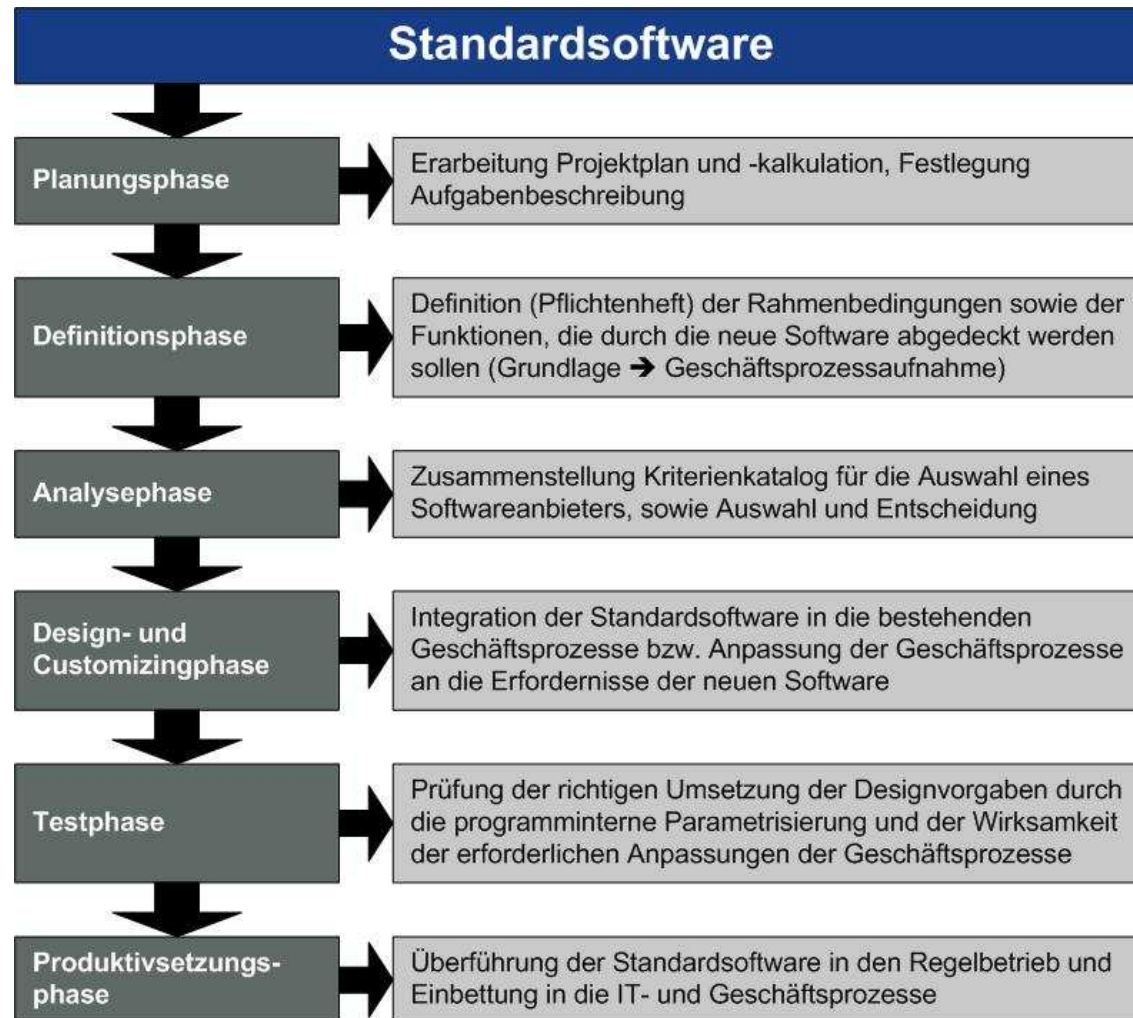 Standardsoftware
Planungsphase
Erarbeitung Projektplan und -kalkulation, Festlegung
Aufgabenbeschreibung
Definitionsphase
Definition (Pflichtenheft) der Rahmenbedingungen sowie der
Funktionen, die durch die neue Software abgedeckt werden
sollen (Grundlage ➔ Geschäftsprozessaufnahme)
Analysephase
Zusammenstellung Kriterienkatalog für die Auswahl eines
Softwareanbieters, sowie Auswahl und Entscheidung
Design- und
Customizingphase
Integration der Standardsoftware in die bestehenden
Geschäftsprozesse bzw. Anpassung der Geschäftsprozesse
an die Erfordernisse der neuen Software
Testphase
Prüfung der richtigen Umsetzung der Designvorgaben durch
die programminterne Parametrisierung und der Wirksamkeit
der erforderlichen Anpassungen der Geschäftsprozesse
Produktivsetzungs-
phase
Überführung der Standardsoftware in den Regelbetrieb und
Einbettung in die IT- und Geschäftsprozesse